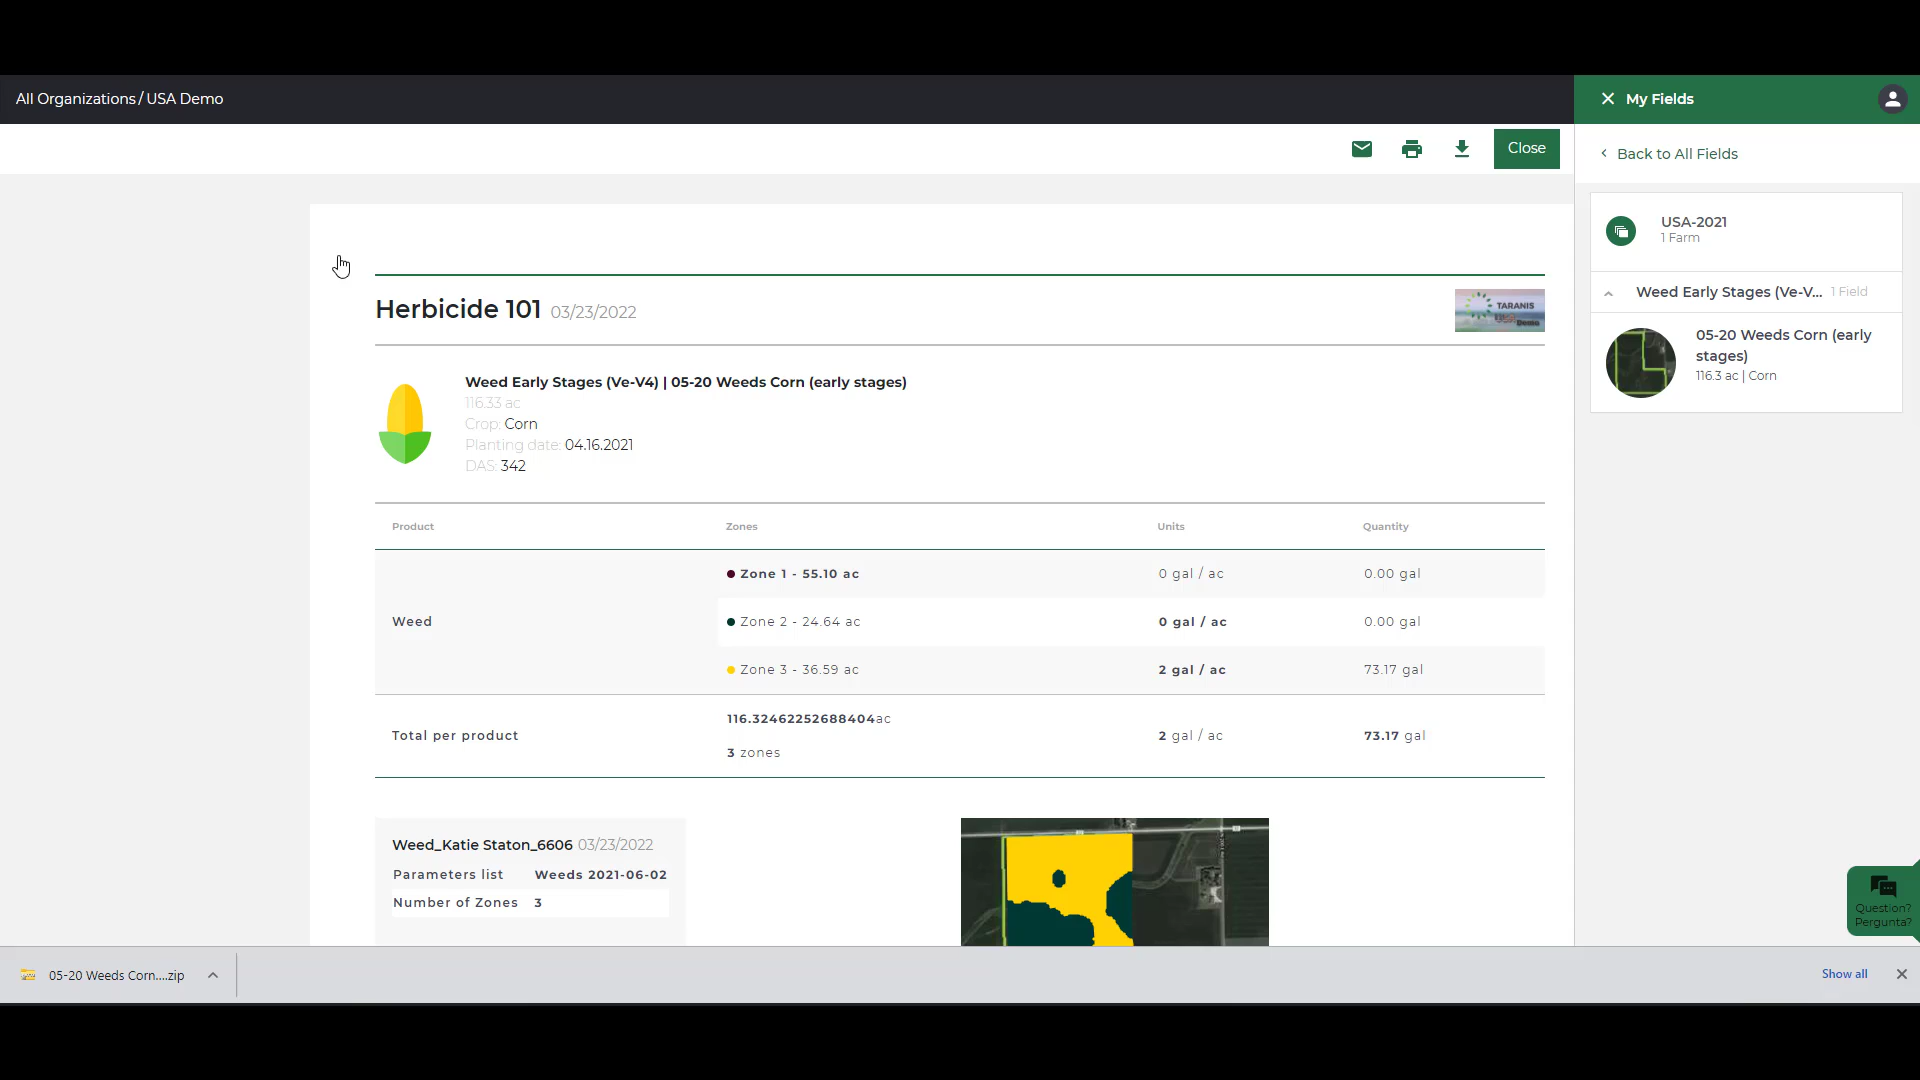 All Organizations / USA Demo
My Fields
Close
Back to All Fields
USA-2021
1 Farm
Weed Early Stages (Ve-V... 1 Field
05-20 Weeds Corn (early
stages)
116.3 ac | Corn
Herbicide 101 03/23/2022
TARANIS
USA Demo
Weed Early Stages (Ve-V4) | 05-20 Weeds Corn (early stages)
116.33 ac
Crop: Corn
Planting date: 04.16.2021
DAS: 342
Product Zones Units Quantity
Zone 1 - 55.10 ac 0 gal / ac 0.00 gal
Weed Zone 2 - 24.64 ac 0 gal / ac 0.00 gal
Zone 3 - 36.59 ac 2 gal / ac 73.17 gal
116.32462252688404ac
Total per product 2 gal / ac 73.17 gal
3 zones
Weed_Katie Staton_6606 03/23/2022
Parameters list Weeds 2021-06-02
Number of Zones 3
Question?
Pergunta?
05-20 Weeds Corn....zip
Show all